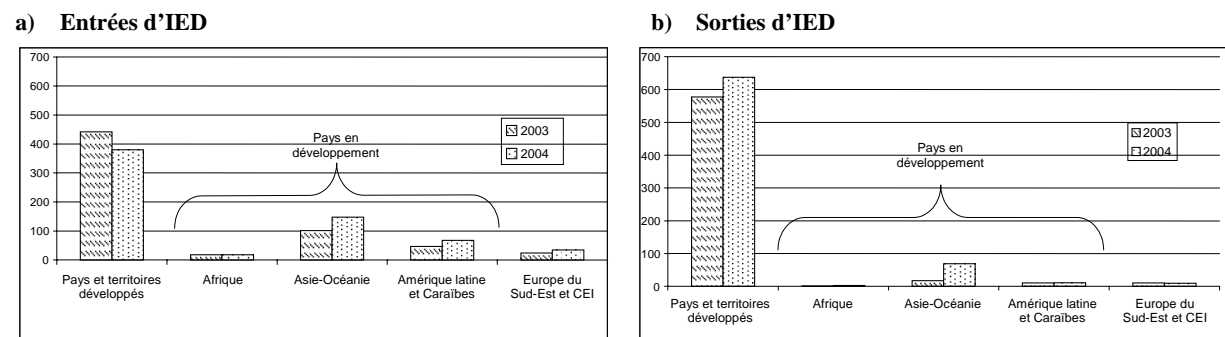 a) Entrées d’IED
700
600
500
400
300
200
100
0
Pays en
développement
2003
2004
Pays et territoires
développés
Afrique
Asie-Océanie
Amérique latine
et Caraïbes
Europe du
Sud-Est et CEI
b) Sorties d’IED
700
600
500
400
300
200
100
0
Pays en
développement
2003
2004
Pays et territoires
développés
Afrique
Asie-Océanie
Amérique latine
et Caraïbes
Europe du
Sud-Est et CEI